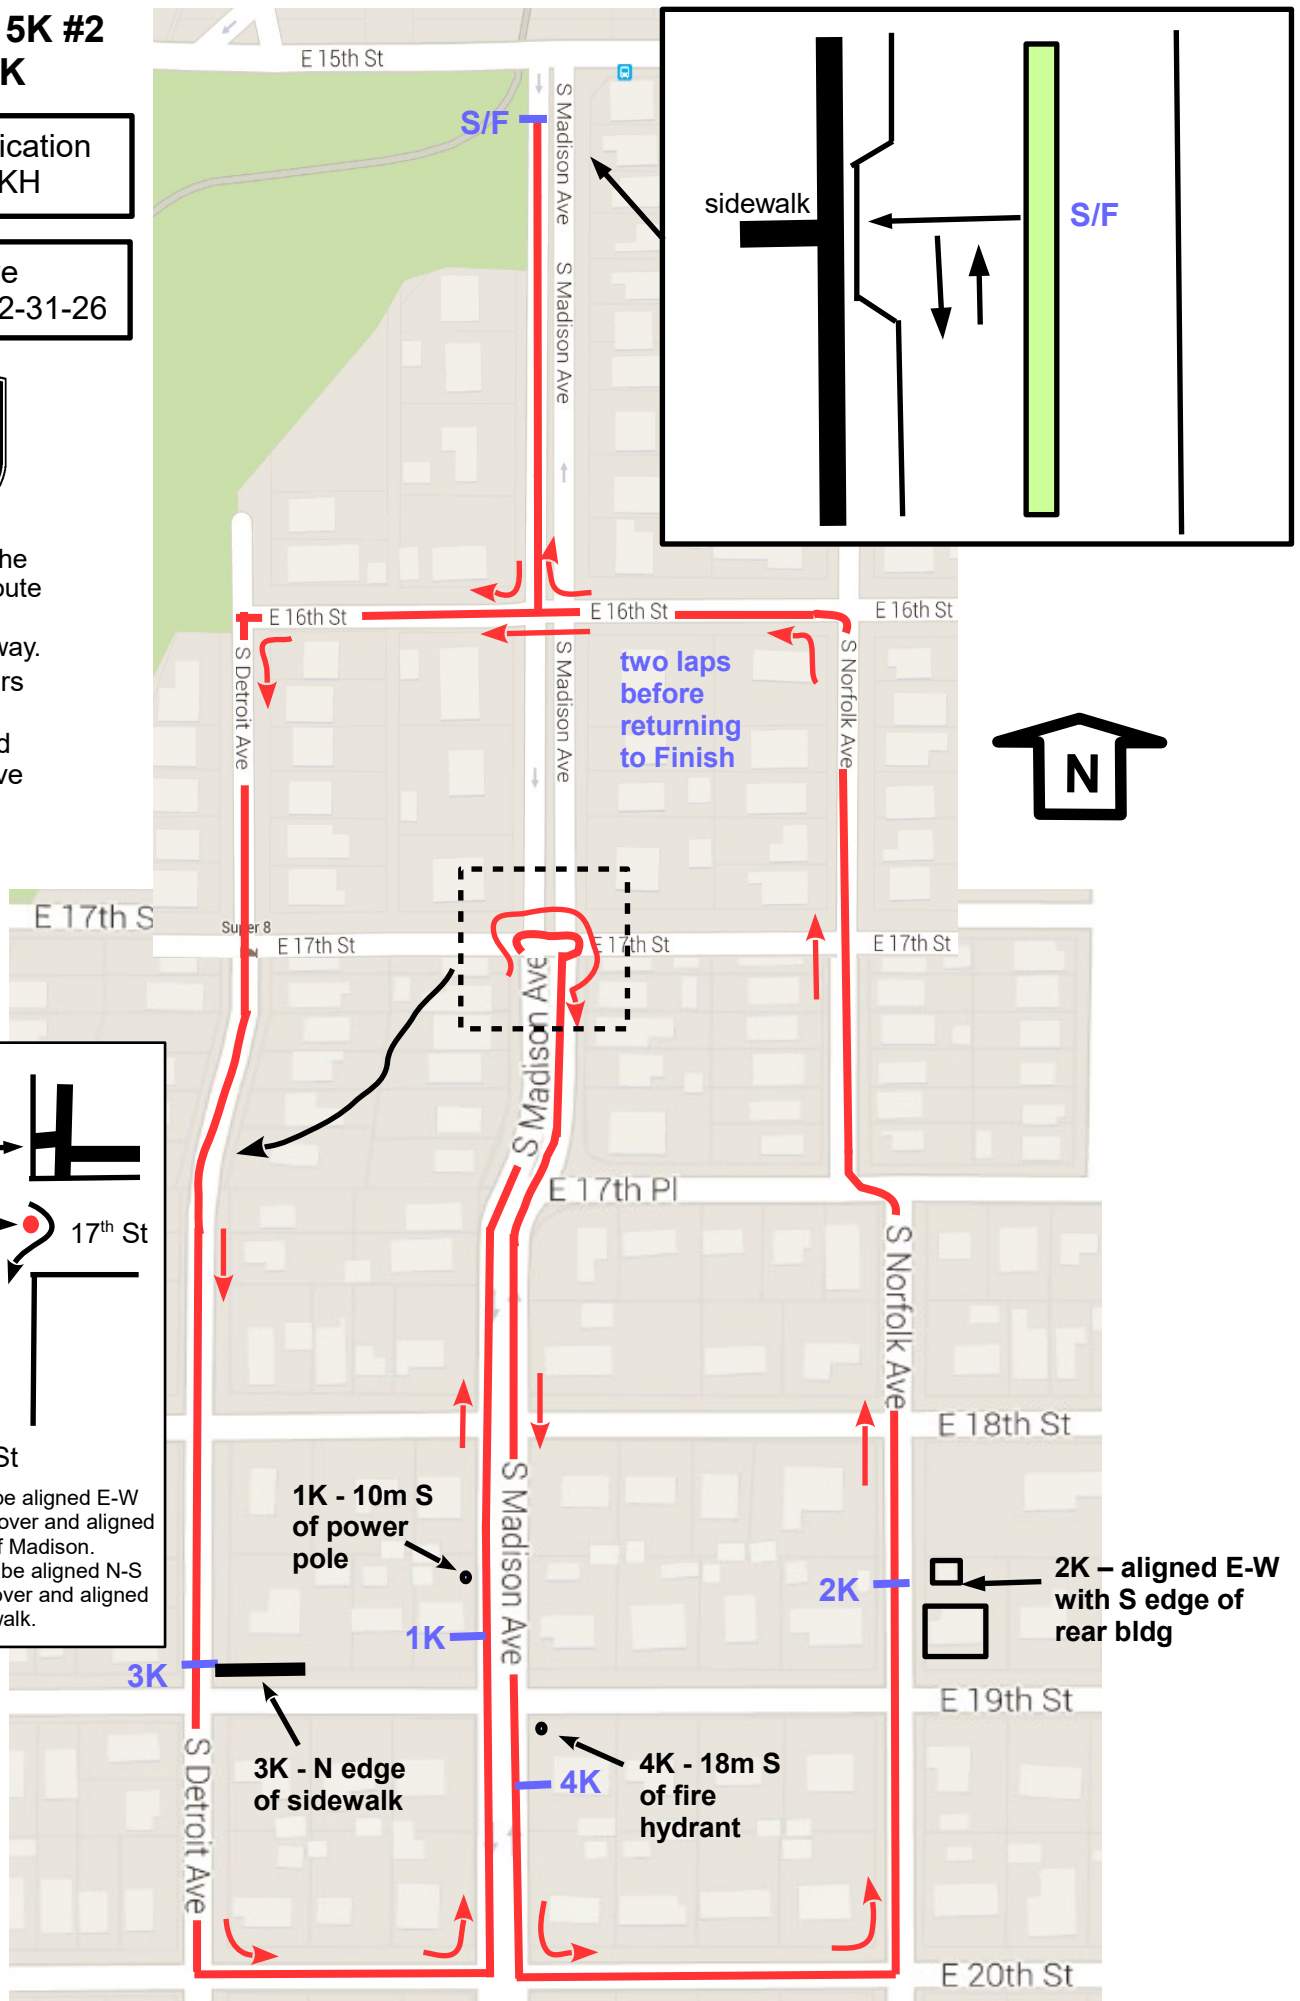 5K #2
K
ication
KH
e
2-31-26
he
oute
way.
rs
d
ve
E 15th St
S/F
S Madison Ave
S Madison Ave
sidewalk
S/F
E 16th St
E 16th St
E 16th St
S Detroit Ave
S Madison Ave
S Norfolk Ave
two laps
before
returning
to Finish
N
E 17th S
Super 8
E 17th St
E 17th St
E 17th St
S Madison Ave
E 17th Pl
17th St
St
be aligned E-W
over and aligned
f Madison.
be aligned N-S
over and aligned
walk.
S Norfolk Ave
E 18th St
1K - 10m S
of power
pole
S Madison Ave
1K
2K
2K – aligned E-W
with S edge of
rear bldg
3K
E 19th St
3K - N edge
of sidewalk
S Detroit Ave
4K
4K - 18m S
of fire
hydrant
E 20th St